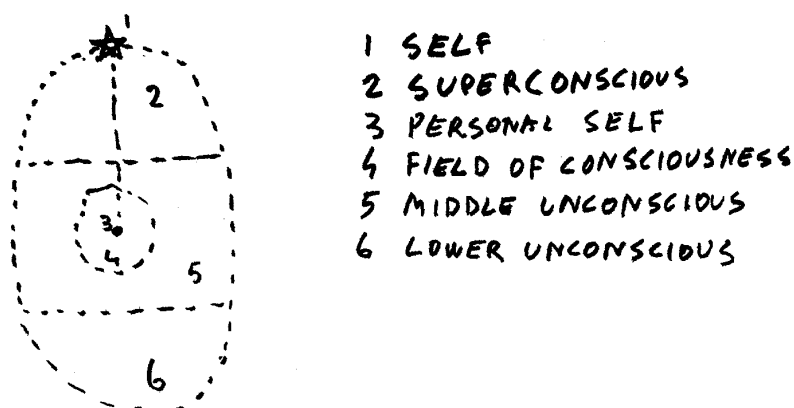 1
2
3
4
5
6
1 SELF
2 SUPERCONSCIOUS
3 PERSONAL SELF
4 FIELD OF CONSCIOUSNESS
5 MIDDLE UNCONSCIOUS
6 LOWER UNCONSCIOUS